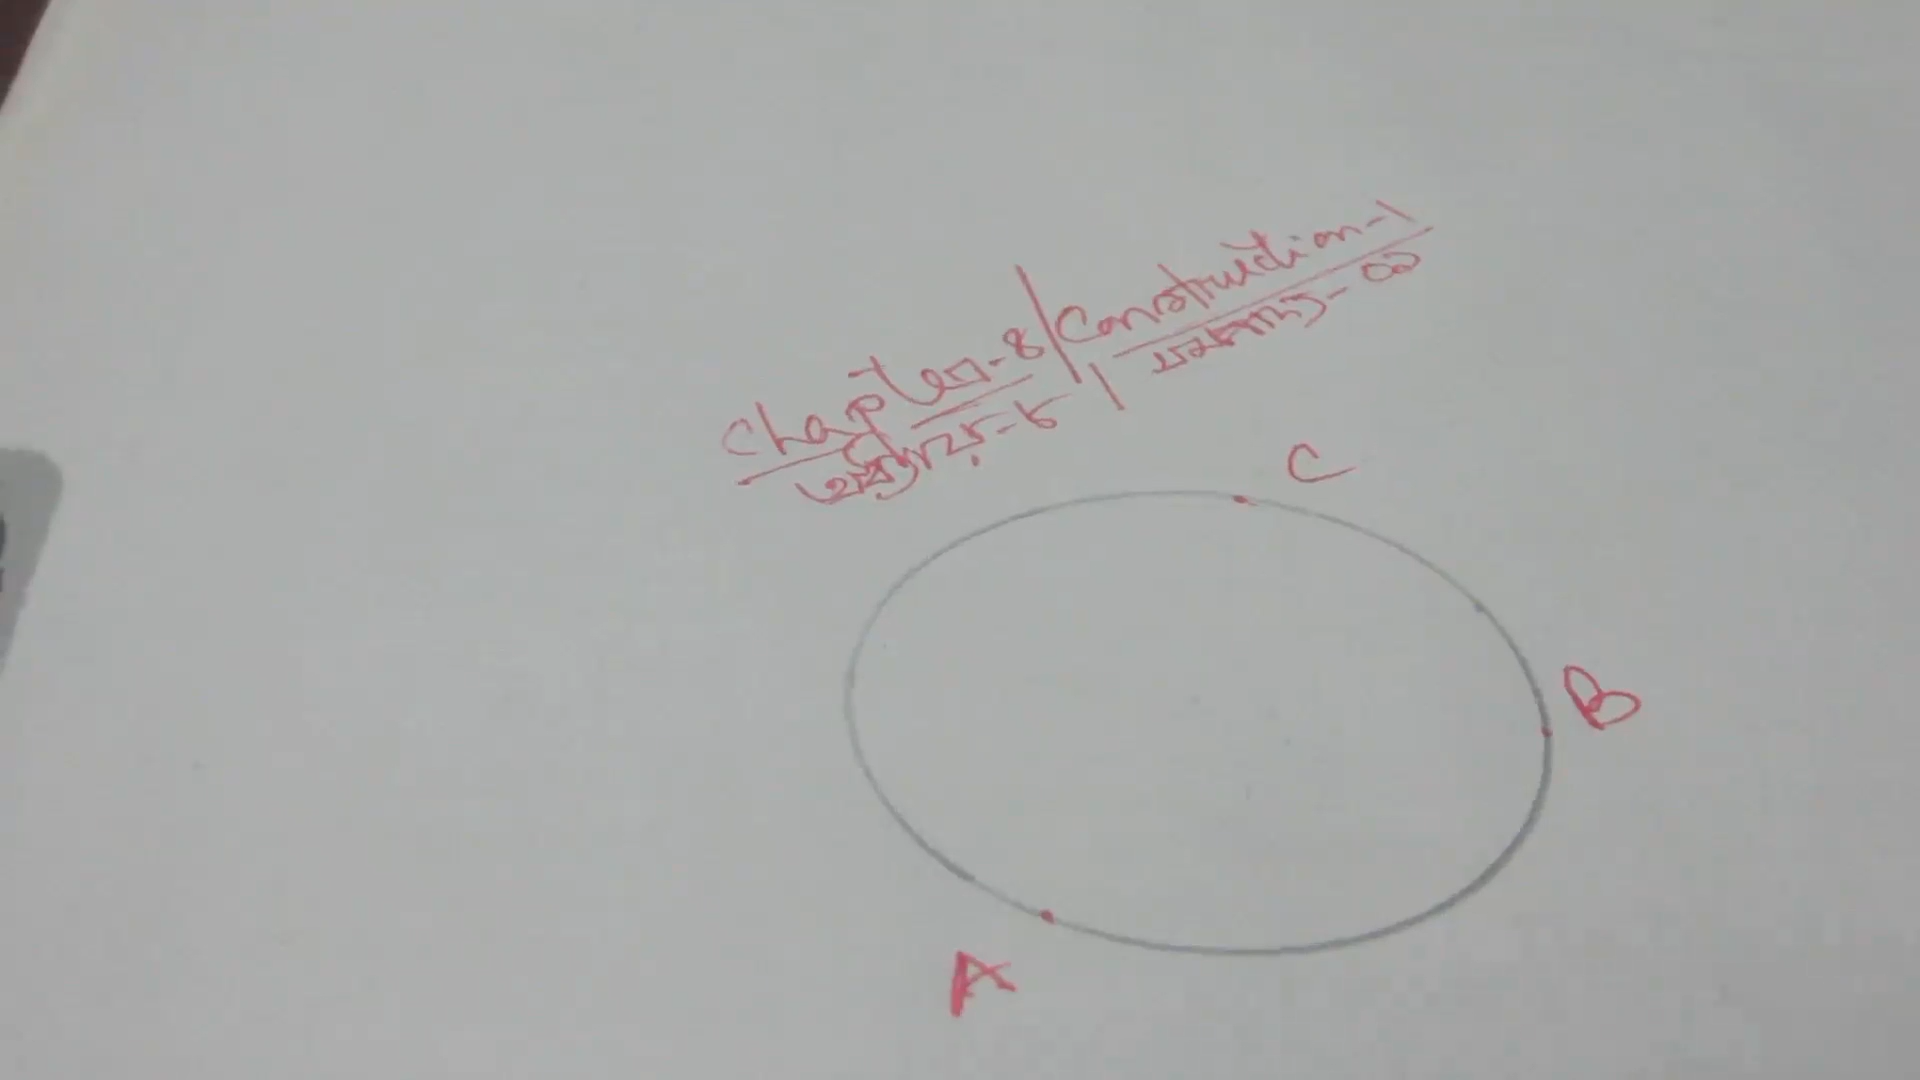 Chapter-8/Construction-1
অধ্যায়-৮ / সম্পাদ্য-০১
C
B
A